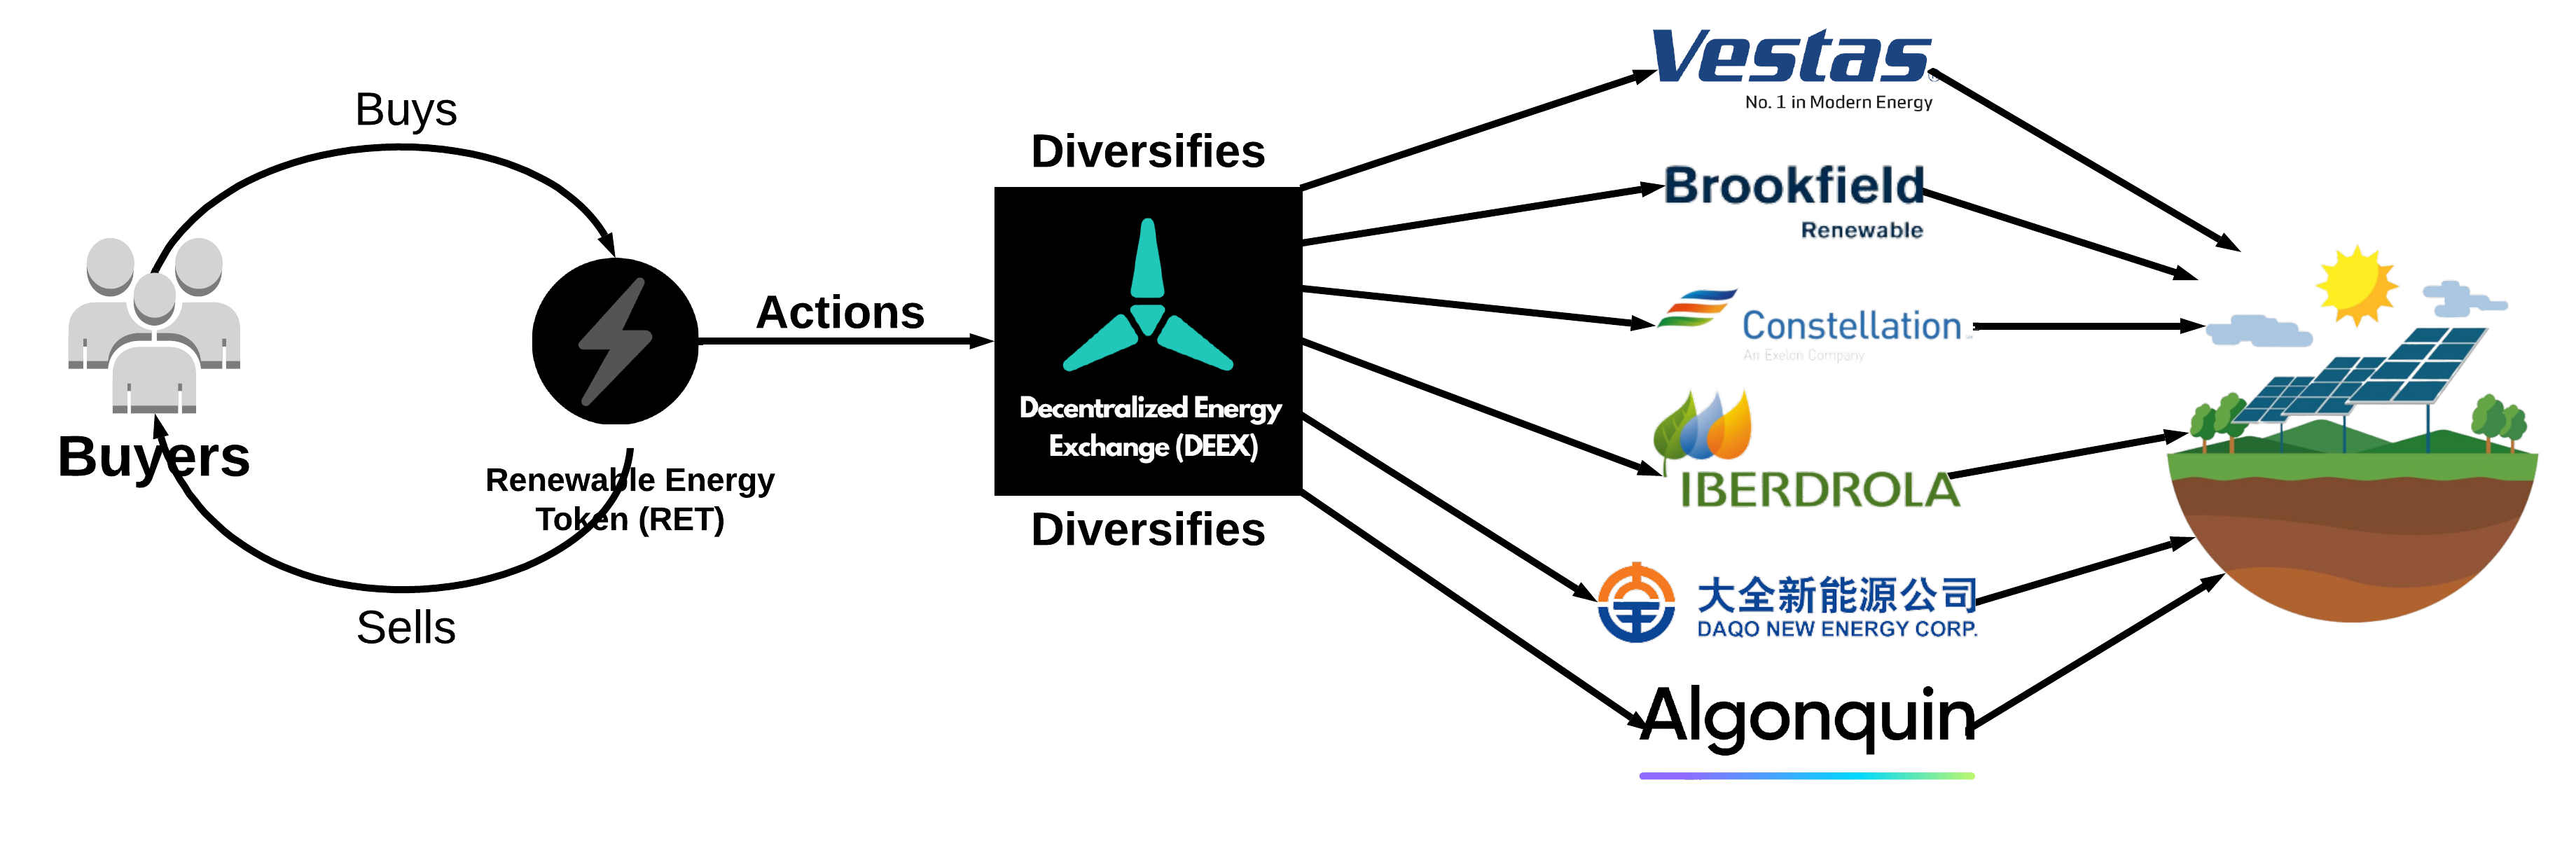 Buys
Buyers
Sells
Renewable Energy
Token (RET)
Actions
Diversifies
Decentralized Energy
Exchange (DEEX)
Diversifies
Vestas®
No. 1 in Modern Energy
Brookfield
Renewable
Constellation
An Exelon Company
IBERDROLA
大全新能源公司
DAQO NEW ENERGY CORP.
Algonquin